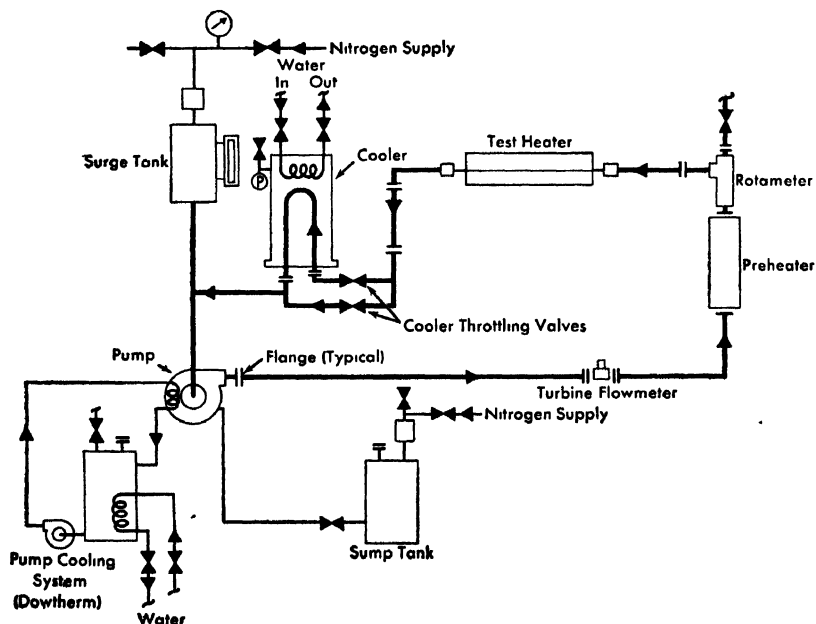 Nitrogen Supply
Water
In Out
Surge Tank
P
Cooler
Test Heater
Rotameter
Preheater
Cooler Throttling Valves
Pump
Flange (Typical)
Turbine Flowmeter
Nitrogen Supply
Sump Tank
Pump Cooling
System
(Dowtherm)
Water